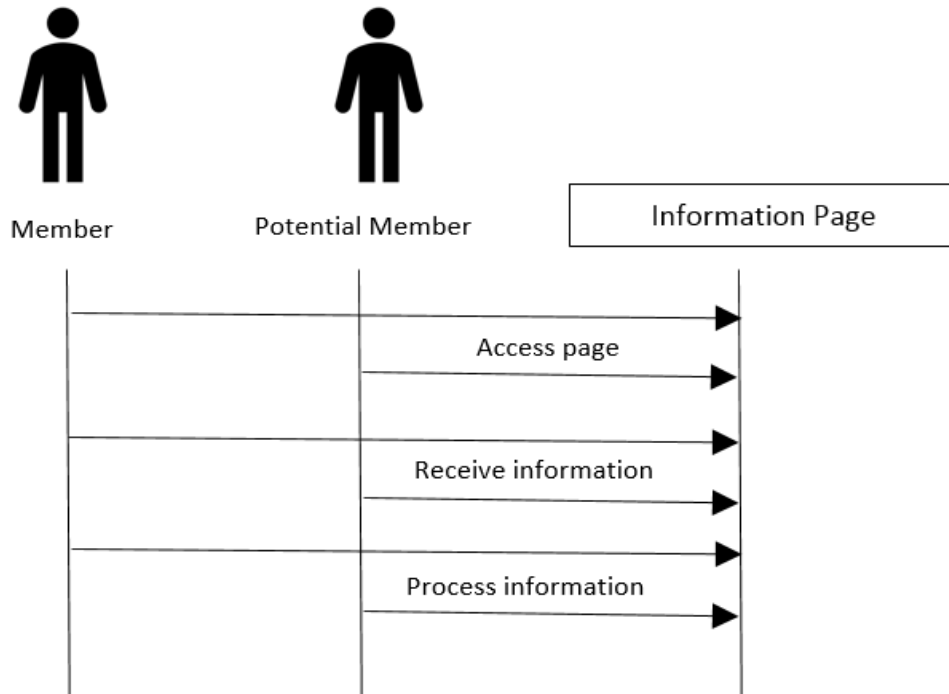 Member
Potential Member
Information Page
Access page
Receive information
Process information